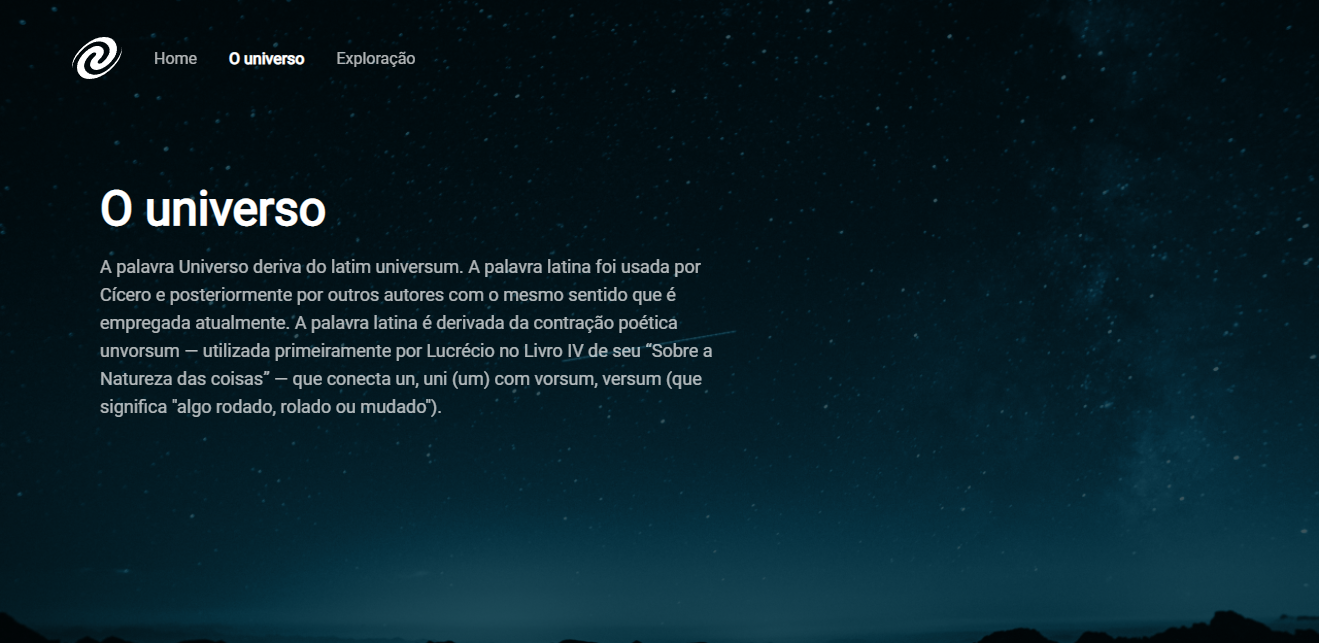 Home O universo Exploração
O universo
A palavra Universo deriva do latim universum. A palavra latina foi usada por
Cícero e posteriormente por outros autores com o mesmo sentido que é
empregada atualmente. A palavra latina é derivada da contração poética
unvorsum — utilizada primeiramente por Lucrécio no Livro IV de seu “Sobre a
Natureza das coisas” — que conecta un, uni (um) com vorsum, versum (que
significa "algo rodado, rolado ou mudado").